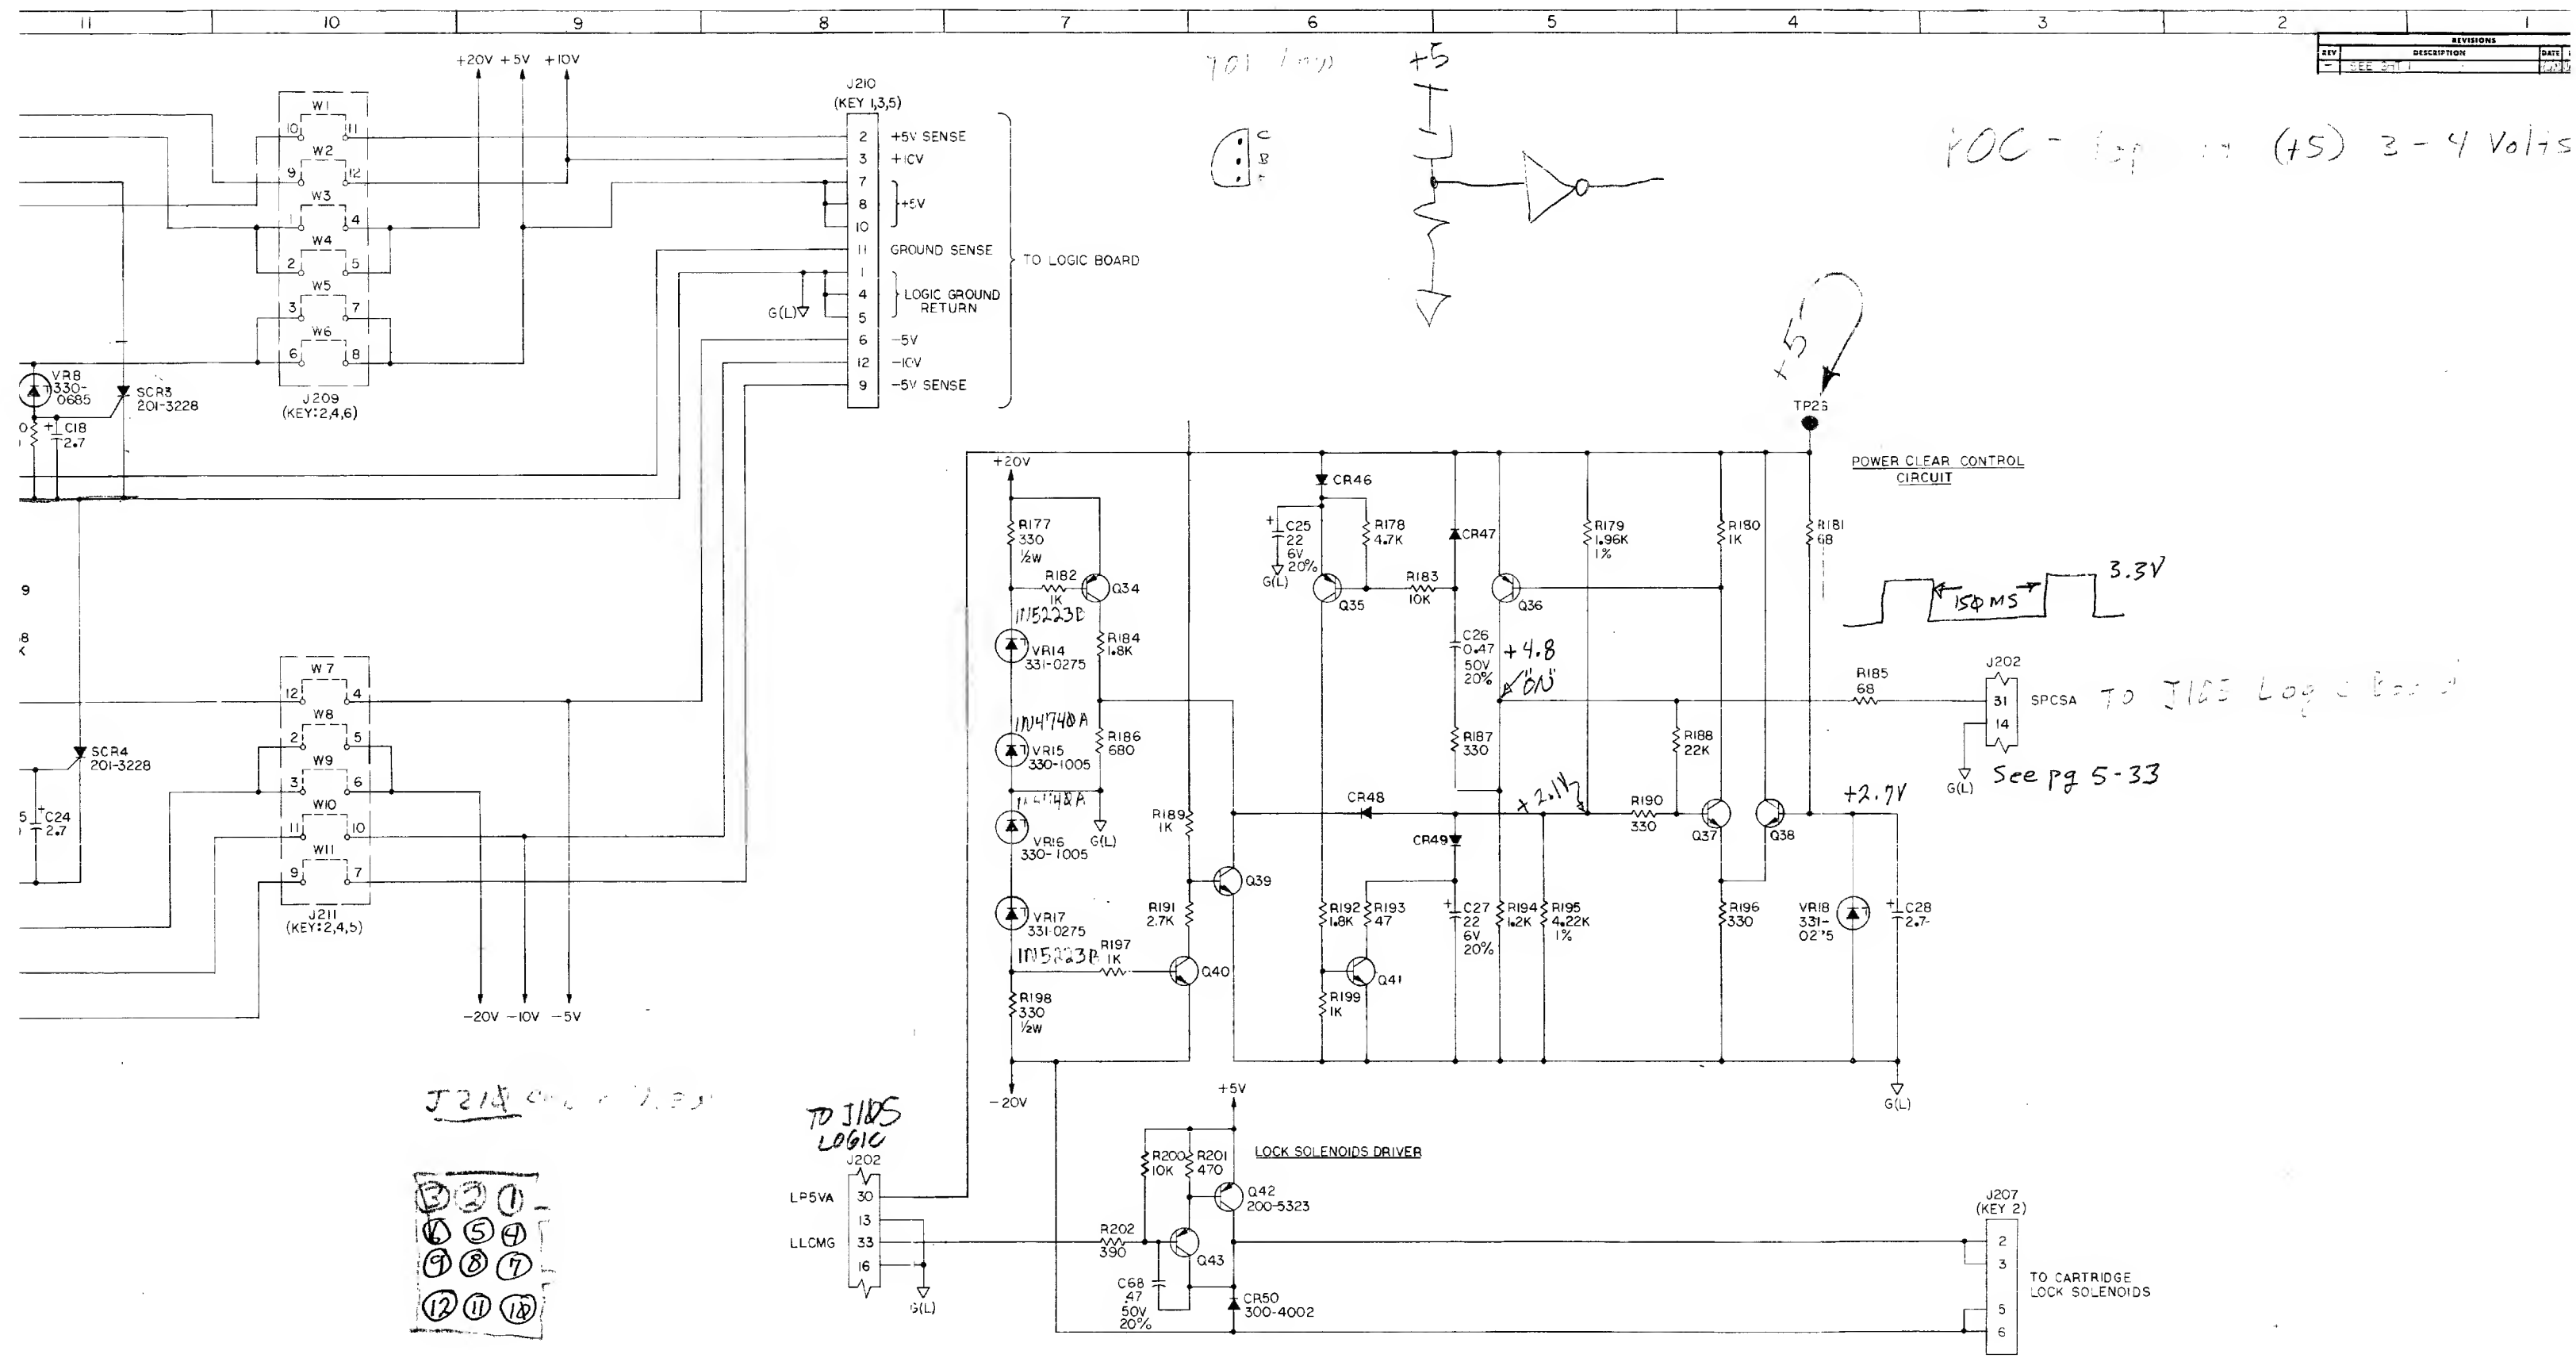 11 10 9 8 7 6 5 4 3 2 1
REVISIONS
REV DESCRIPTION DATE
- SEE SHT 1
+20V +5V +10V
W1
10 11
W2
9 12
W3
1 4
W4
2 5
W5
3 7
W6
6 8
J209
(KEY:2,4,6)
VR8
330-
0685
SCR3
201-3228
C18
2.7
J210
(KEY 1,3,5)
2 +5V SENSE
3 +10V
7
8 +5V
10
11 GROUND SENSE
1
4 LOGIC GROUND
5 RETURN
6 -5V
12 -10V
9 -5V SENSE
G(L)
TO LOGIC BOARD
+5
C
B
POC - (+5) 3-4 Volts
+5
TP26
POWER CLEAR CONTROL
CIRCUIT
+20V
R177
330
½W
R182
1K
Q34
1N5223B
VR14
331-0275
R184
1.8K
1N4740A
VR15
330-1005
R186
680
1N4740A
VR16
330-1005
G(L)
VR17
331-0275
1N5223B
R197
1K
R198
330
½W
-20V
R189
1K
R191
2.7K
Q39
Q40
CR46
C25
22
6V
20%
G(L)
R178
4.7K
Q35
R183
10K
CR47
Q36
C26
0.47
50V
20%
+4.8
"ON"
R187
330
CR48
CR49
+2.1V
R179
1.96K
1%
R180
1K
R181
68
R188
22K
R190
330
Q37
Q38
+2.7V
R192
1.8K
R193
47
C27
22
6V
20%
R194
1.2K
R195
4.22K
1%
R196
330
VR18
331-
0275
C28
2.7
Q41
R199
1K
G(L)
150 MS
3.3V
R185
68
J202
31 SPCSA TO J105 Logic Board
14
G(L)
See pg 5-33
9
8
K
SCR4
201-3228
5 C24
2.7
W7
12 4
W8
2 5
W9
3 6
W10
11 10
W11
9 7
J211
(KEY:2,4,5)
-20V -10V -5V
J210
3 2 1
6 5 4
9 8 7
12 11 10
TO J105
LOGIC
J202
LP5VA 30
13
LLCMG 33
16
G(L)
+5V
LOCK SOLENOIDS DRIVER
R200
10K
R201
470
Q42
200-5323
R202
390
Q43
C68
.47
50V
20%
CR50
300-4002
J207
(KEY 2)
2
3
5
6
TO CARTRIDGE
LOCK SOLENOIDS